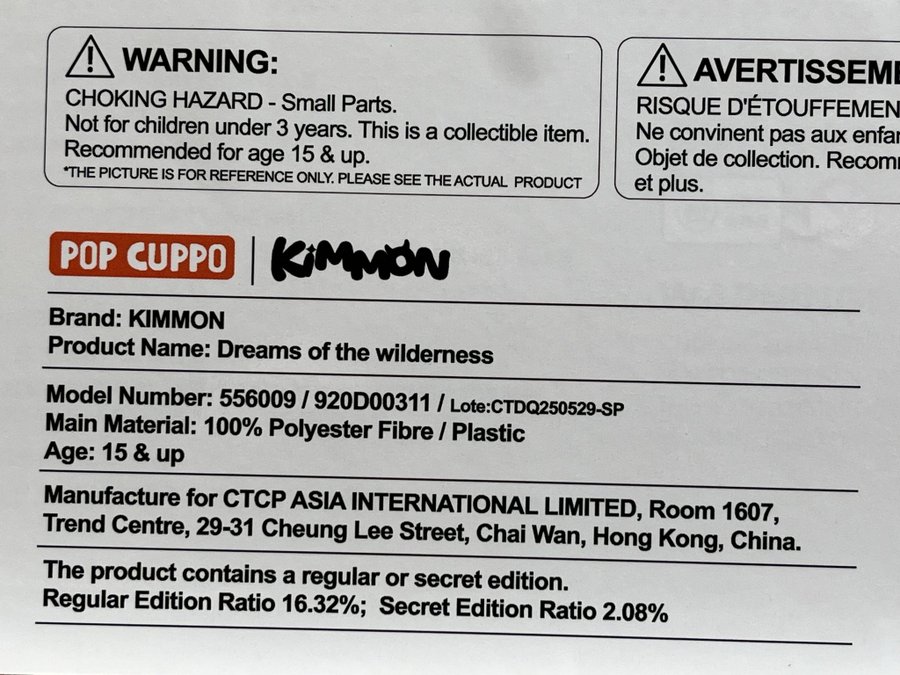 WARNING:
CHOKING HAZARD - Small Parts.
Not for children under 3 years. This is a collectible item.
Recommended for age 15 & up.
*THE PICTURE IS FOR REFERENCE ONLY. PLEASE SEE THE ACTUAL PRODUCT
AVERTISSEME
RISQUE D'ÉTOUFFEMEN
Ne convinent pas aux enfa
Objet de collection. Recom
et plus.
POP CUPPO | KiMMON
Brand: KIMMON
Product Name: Dreams of the wilderness
Model Number: 556009 / 920D00311 / Lote:CTDQ250529-SP
Main Material: 100% Polyester Fibre / Plastic
Age: 15 & up
Manufacture for CTCP ASIA INTERNATIONAL LIMITED, Room 1607,
Trend Centre, 29-31 Cheung Lee Street, Chai Wan, Hong Kong, China.
The product contains a regular or secret edition.
Regular Edition Ratio 16.32%; Secret Edition Ratio 2.08%